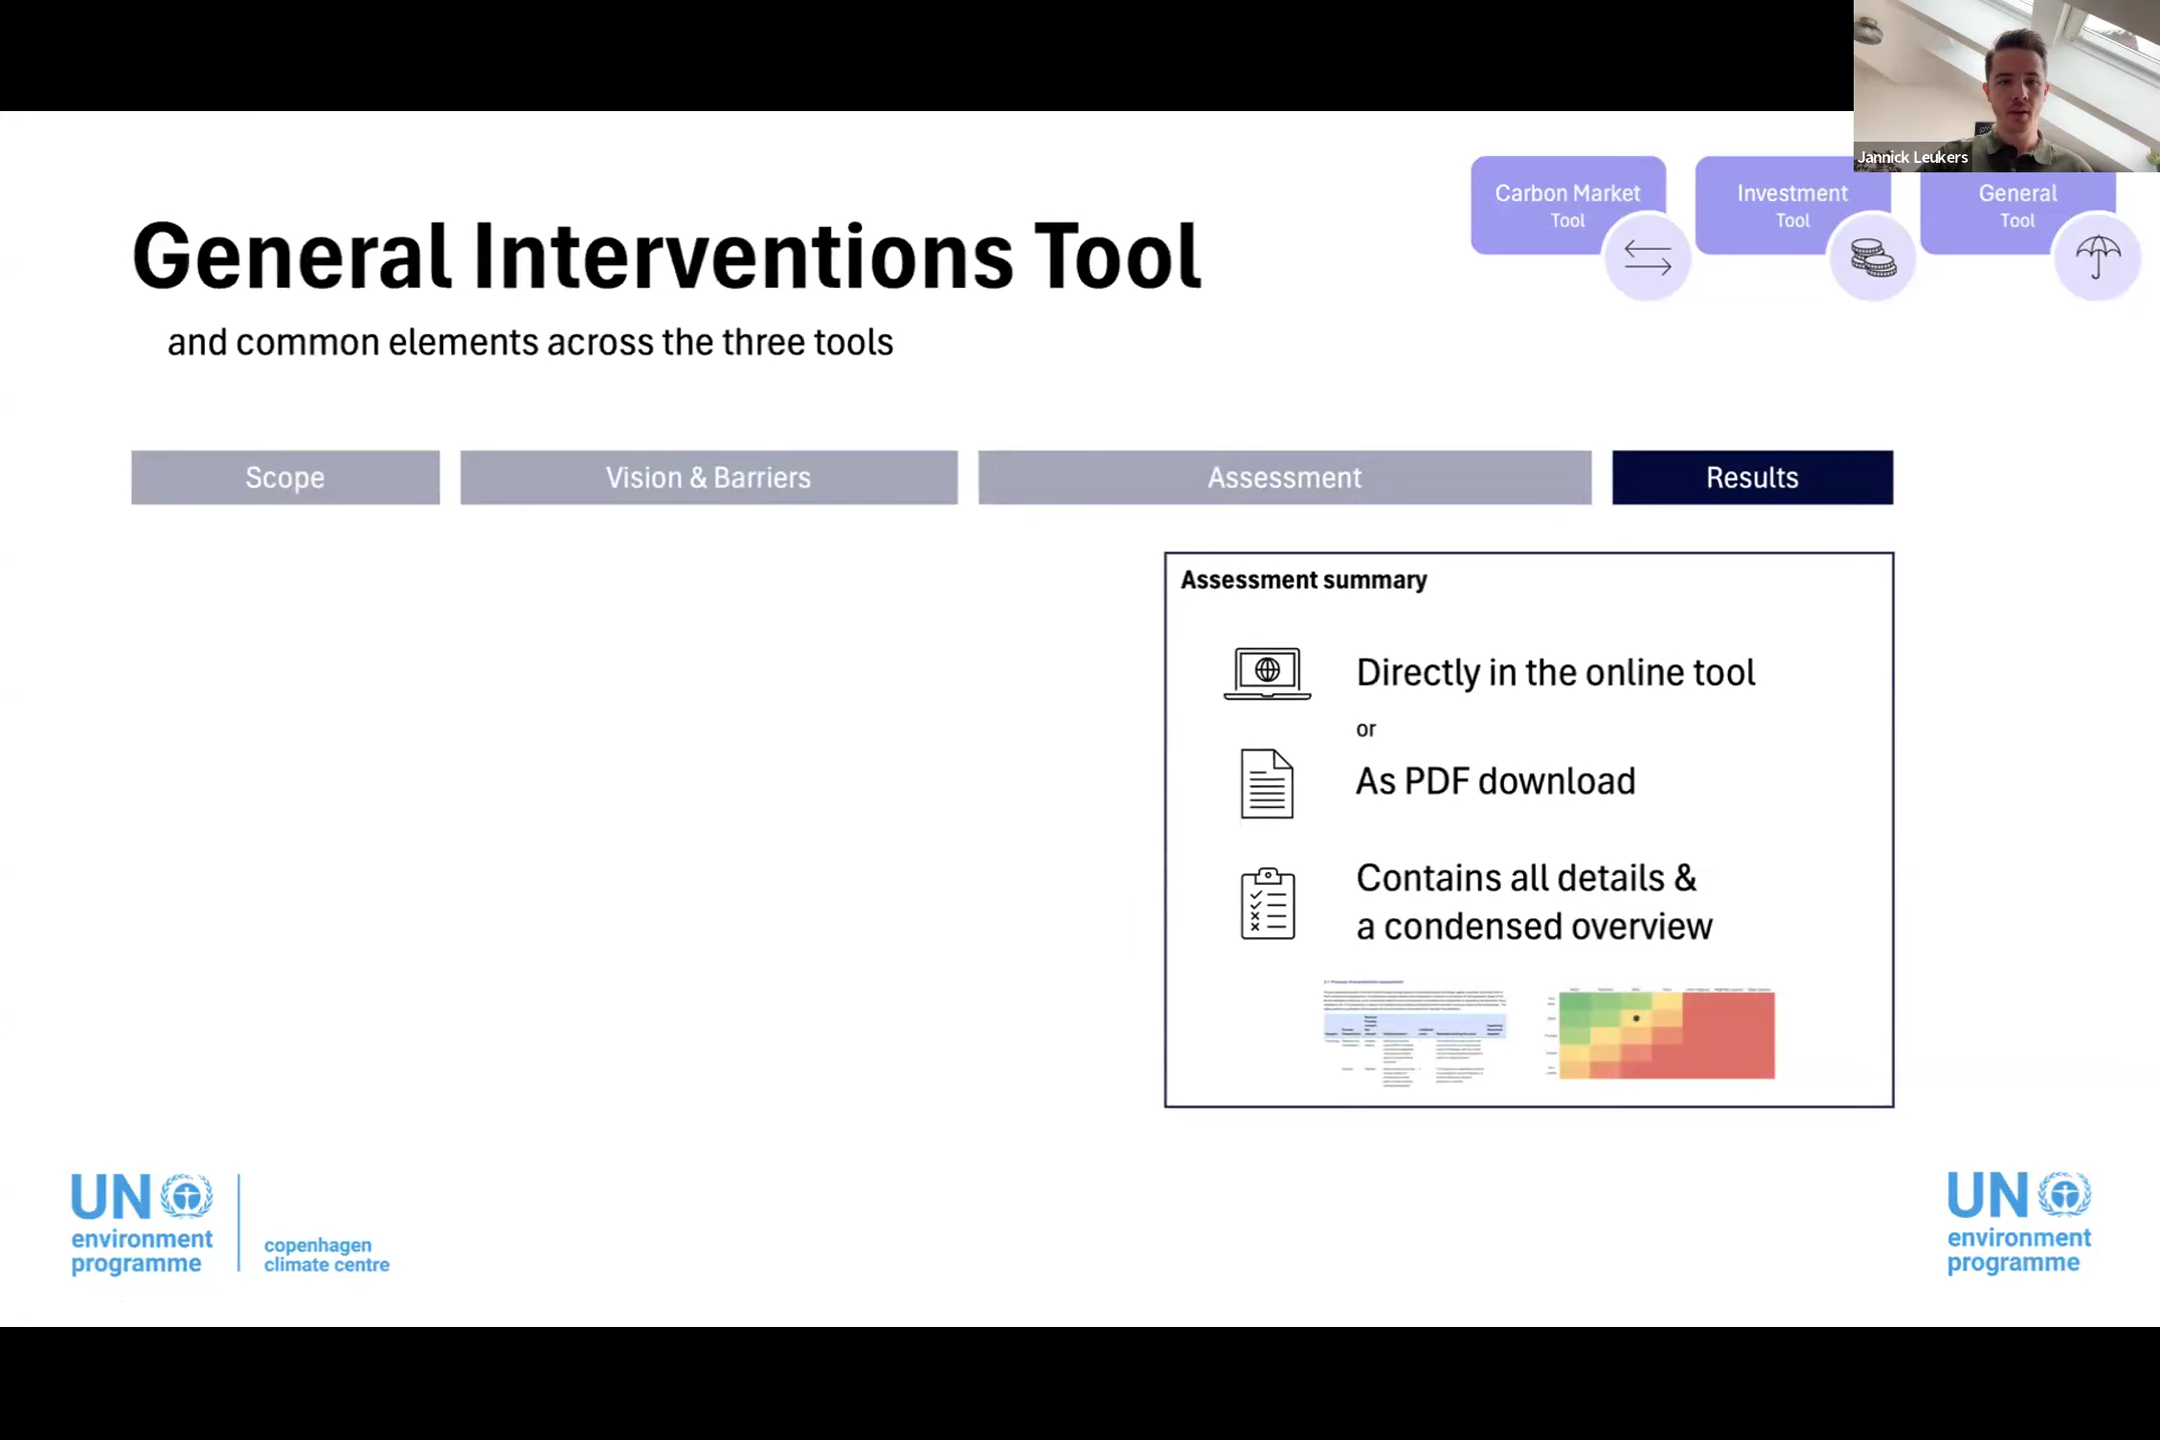 Jannick Leukers
Carbon Market
Tool
Investment
Tool
General
Tool
General Interventions Tool
and common elements across the three tools
Scope
Vision & Barriers
Assessment
Results
Assessment summary
Directly in the online tool
or
As PDF download
Contains all details &
a condensed overview
UN
environment
programme
copenhagen
climate centre
UN
environment
programme